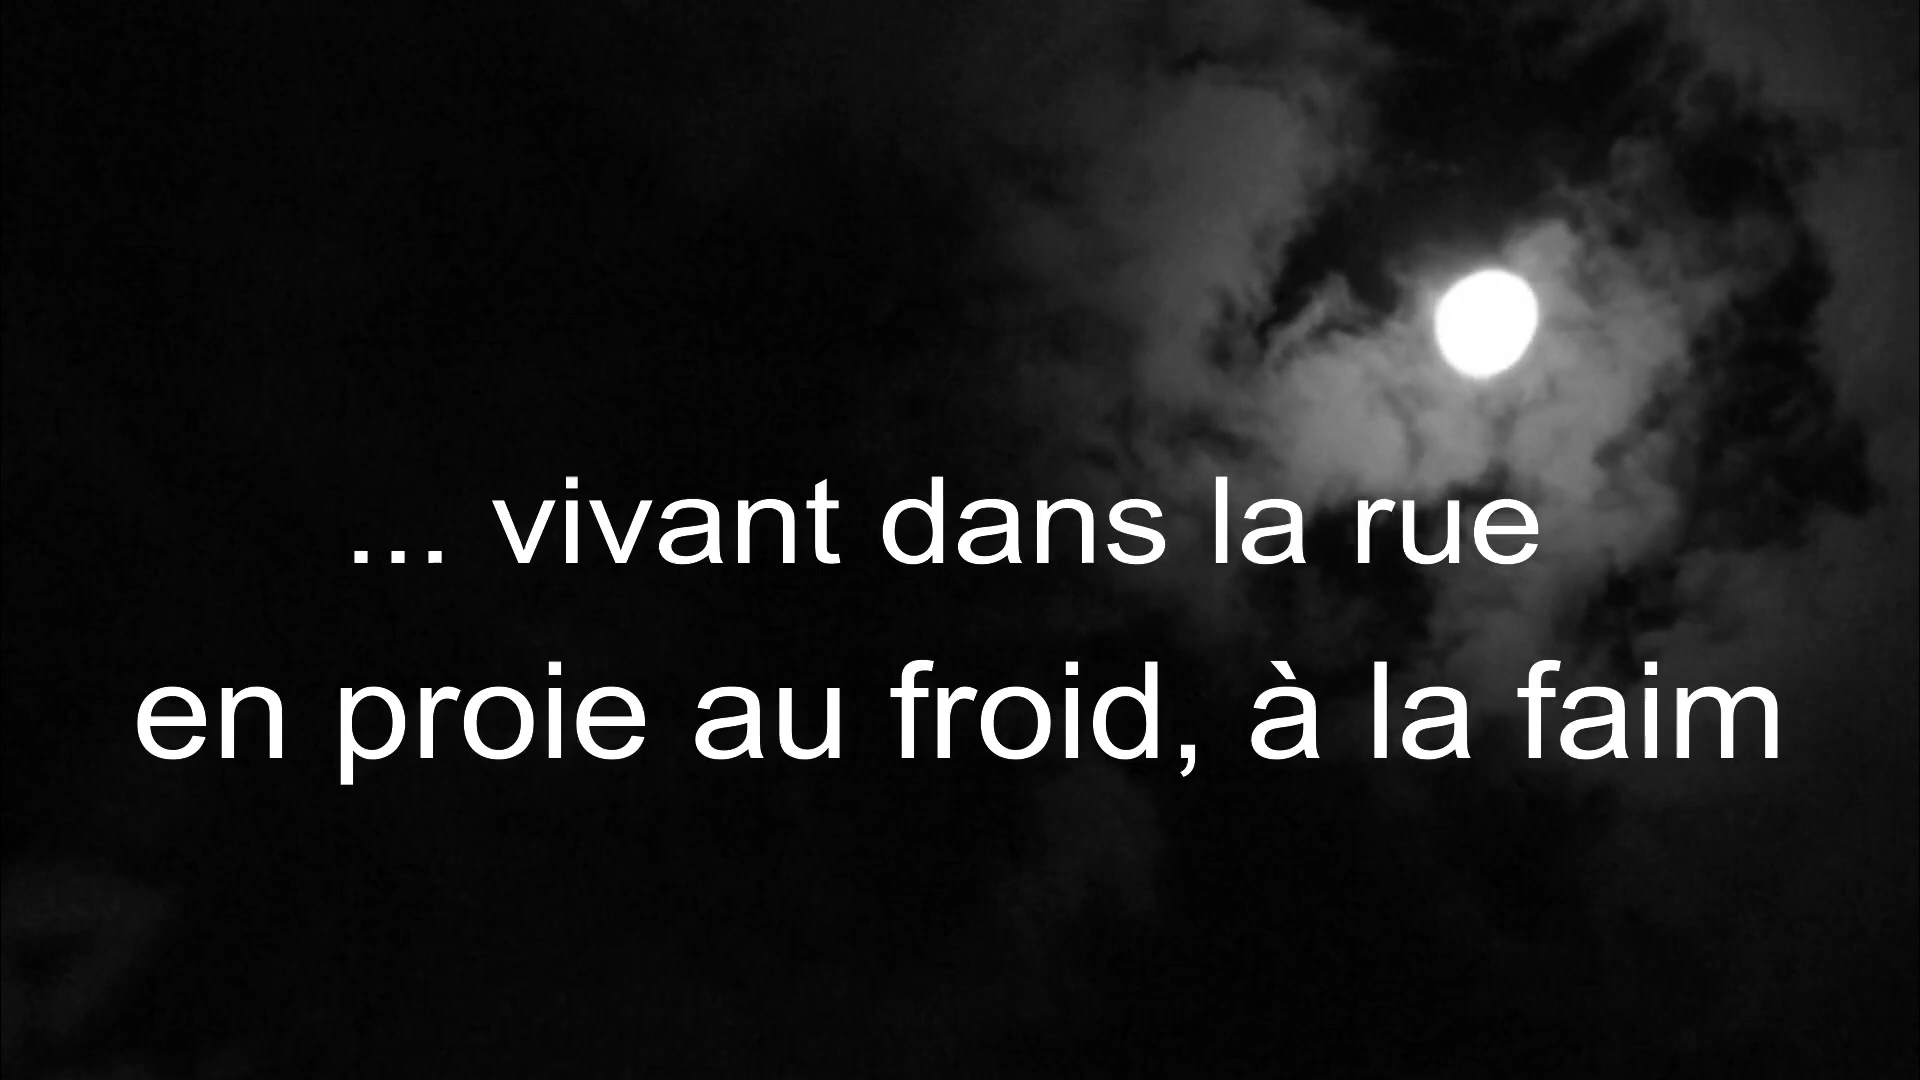 ... vivant dans la rue
en proie au froid, à la faim